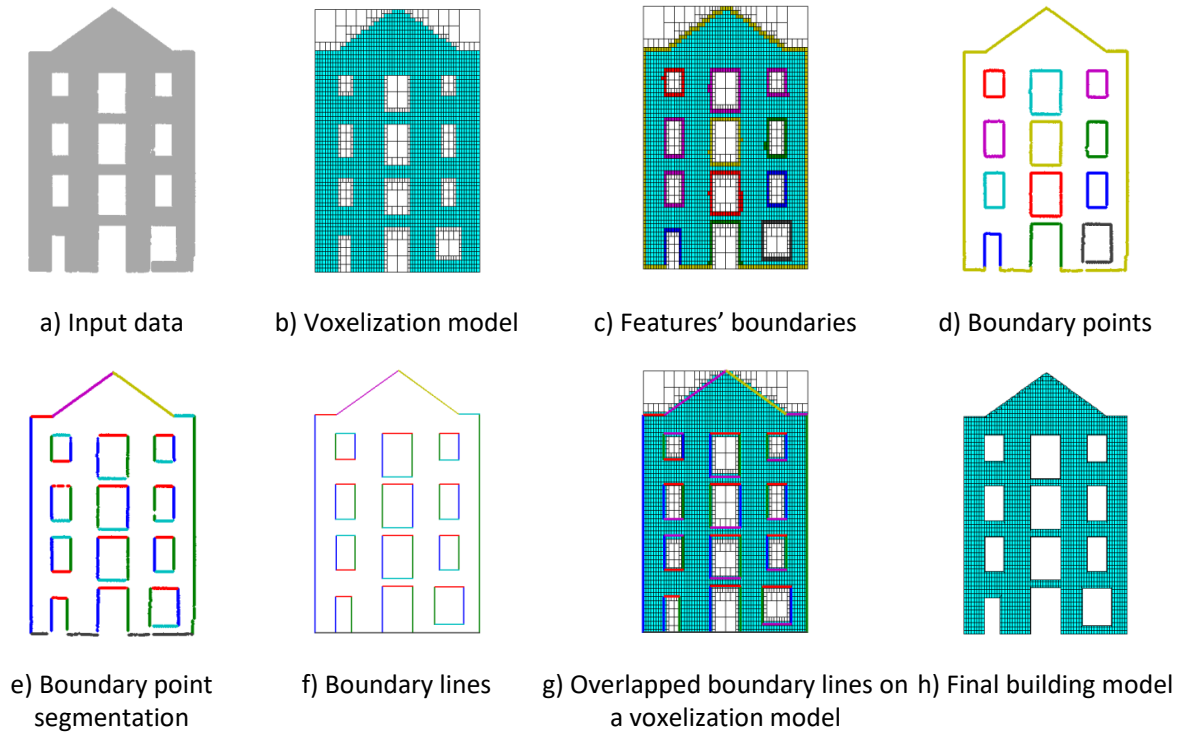 a) Input data
b) Voxelization model
c) Features’ boundaries
d) Boundary points
e) Boundary point
segmentation
f) Boundary lines
g) Overlapped boundary lines on
a voxelization model
h) Final building model